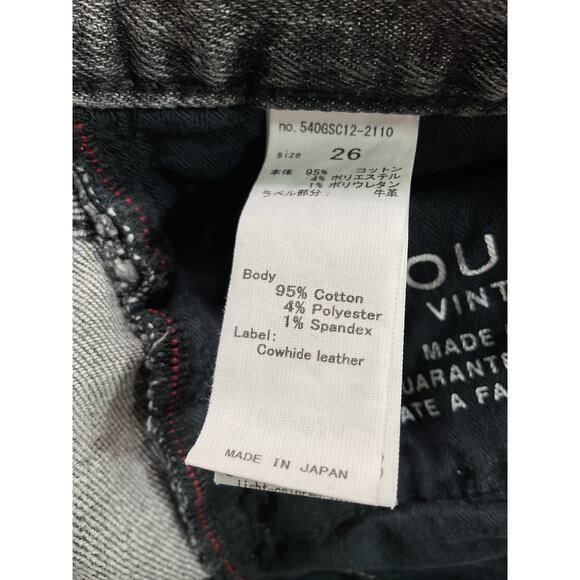 no. 540GSC12-2110
size 26
本体 95% コットン
4% ポリエステル
1% ポリウレタン
ラベル部分: 牛革
Body
95% Cotton
4% Polyester
1% Spandex
Label:
Cowhide leather
MADE IN JAPAN
OU
VINT
MADE
UARANTE
ATE A FA